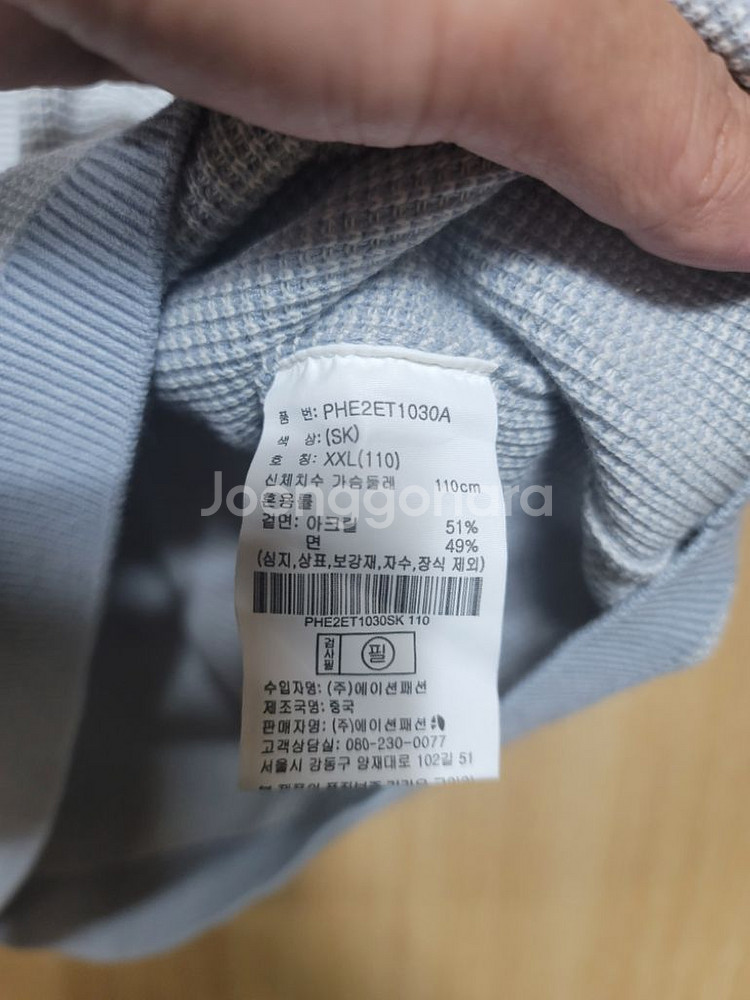 품 번: PHE2ET1030A
색 상: (SK)
호 칭: XXL(110)
신체치수 가슴둘레 110cm
혼용률
겉면: 아크릴 51%
면 49%
(심지,상표,보강재,자수,장식 제외)
PHE2ET1030SK 110
검사필 필
수입자명: (주)에이션패션
제조국명: 중국
판매자명: (주)에이션패션
고객상담실: 080-230-0077
서울시 강동구 양재대로 102길 51
Joonggonara